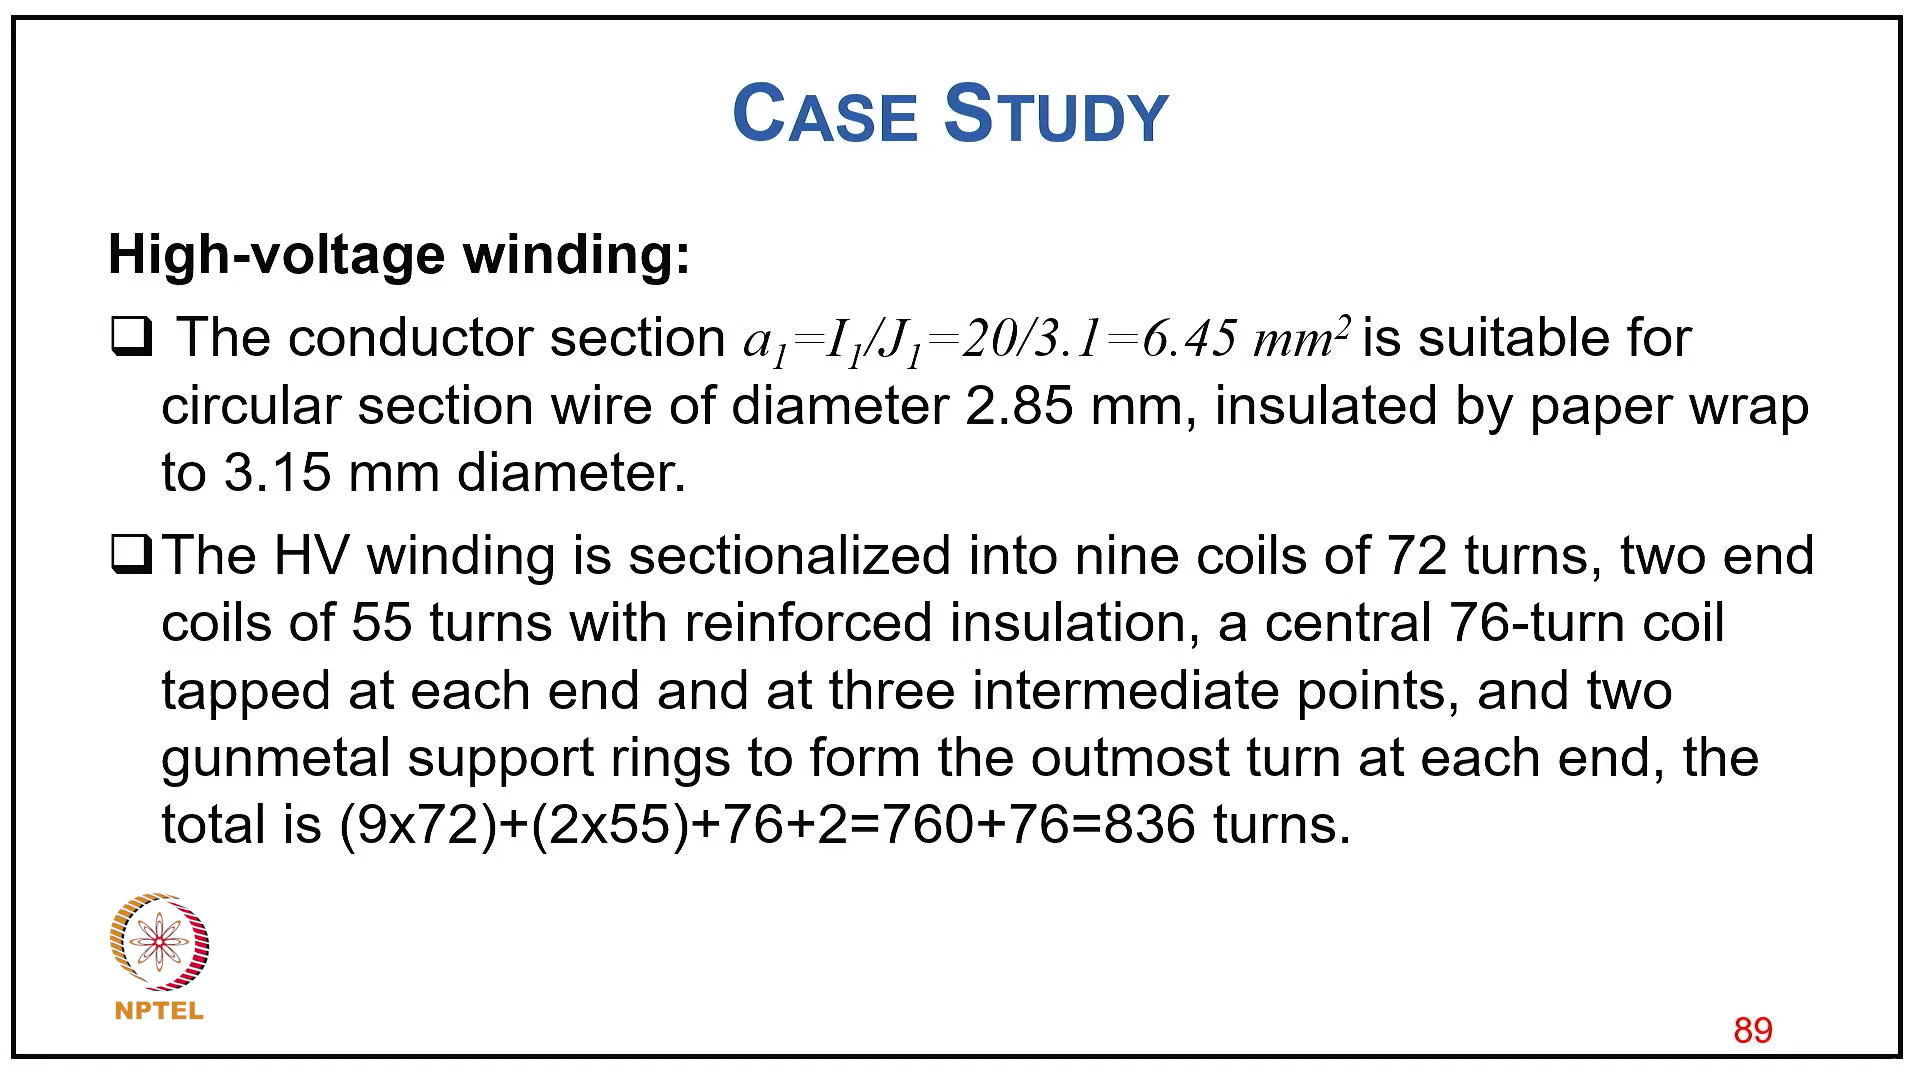 CASE STUDY
High-voltage winding:
❑ The conductor section a₁=I₁/J₁=20/3.1=6.45 mm² is suitable for
circular section wire of diameter 2.85 mm, insulated by paper wrap
to 3.15 mm diameter.
❑The HV winding is sectionalized into nine coils of 72 turns, two end
coils of 55 turns with reinforced insulation, a central 76-turn coil
tapped at each end and at three intermediate points, and two
gunmetal support rings to form the outmost turn at each end, the
total is (9x72)+(2x55)+76+2=760+76=836 turns.
NPTEL
89